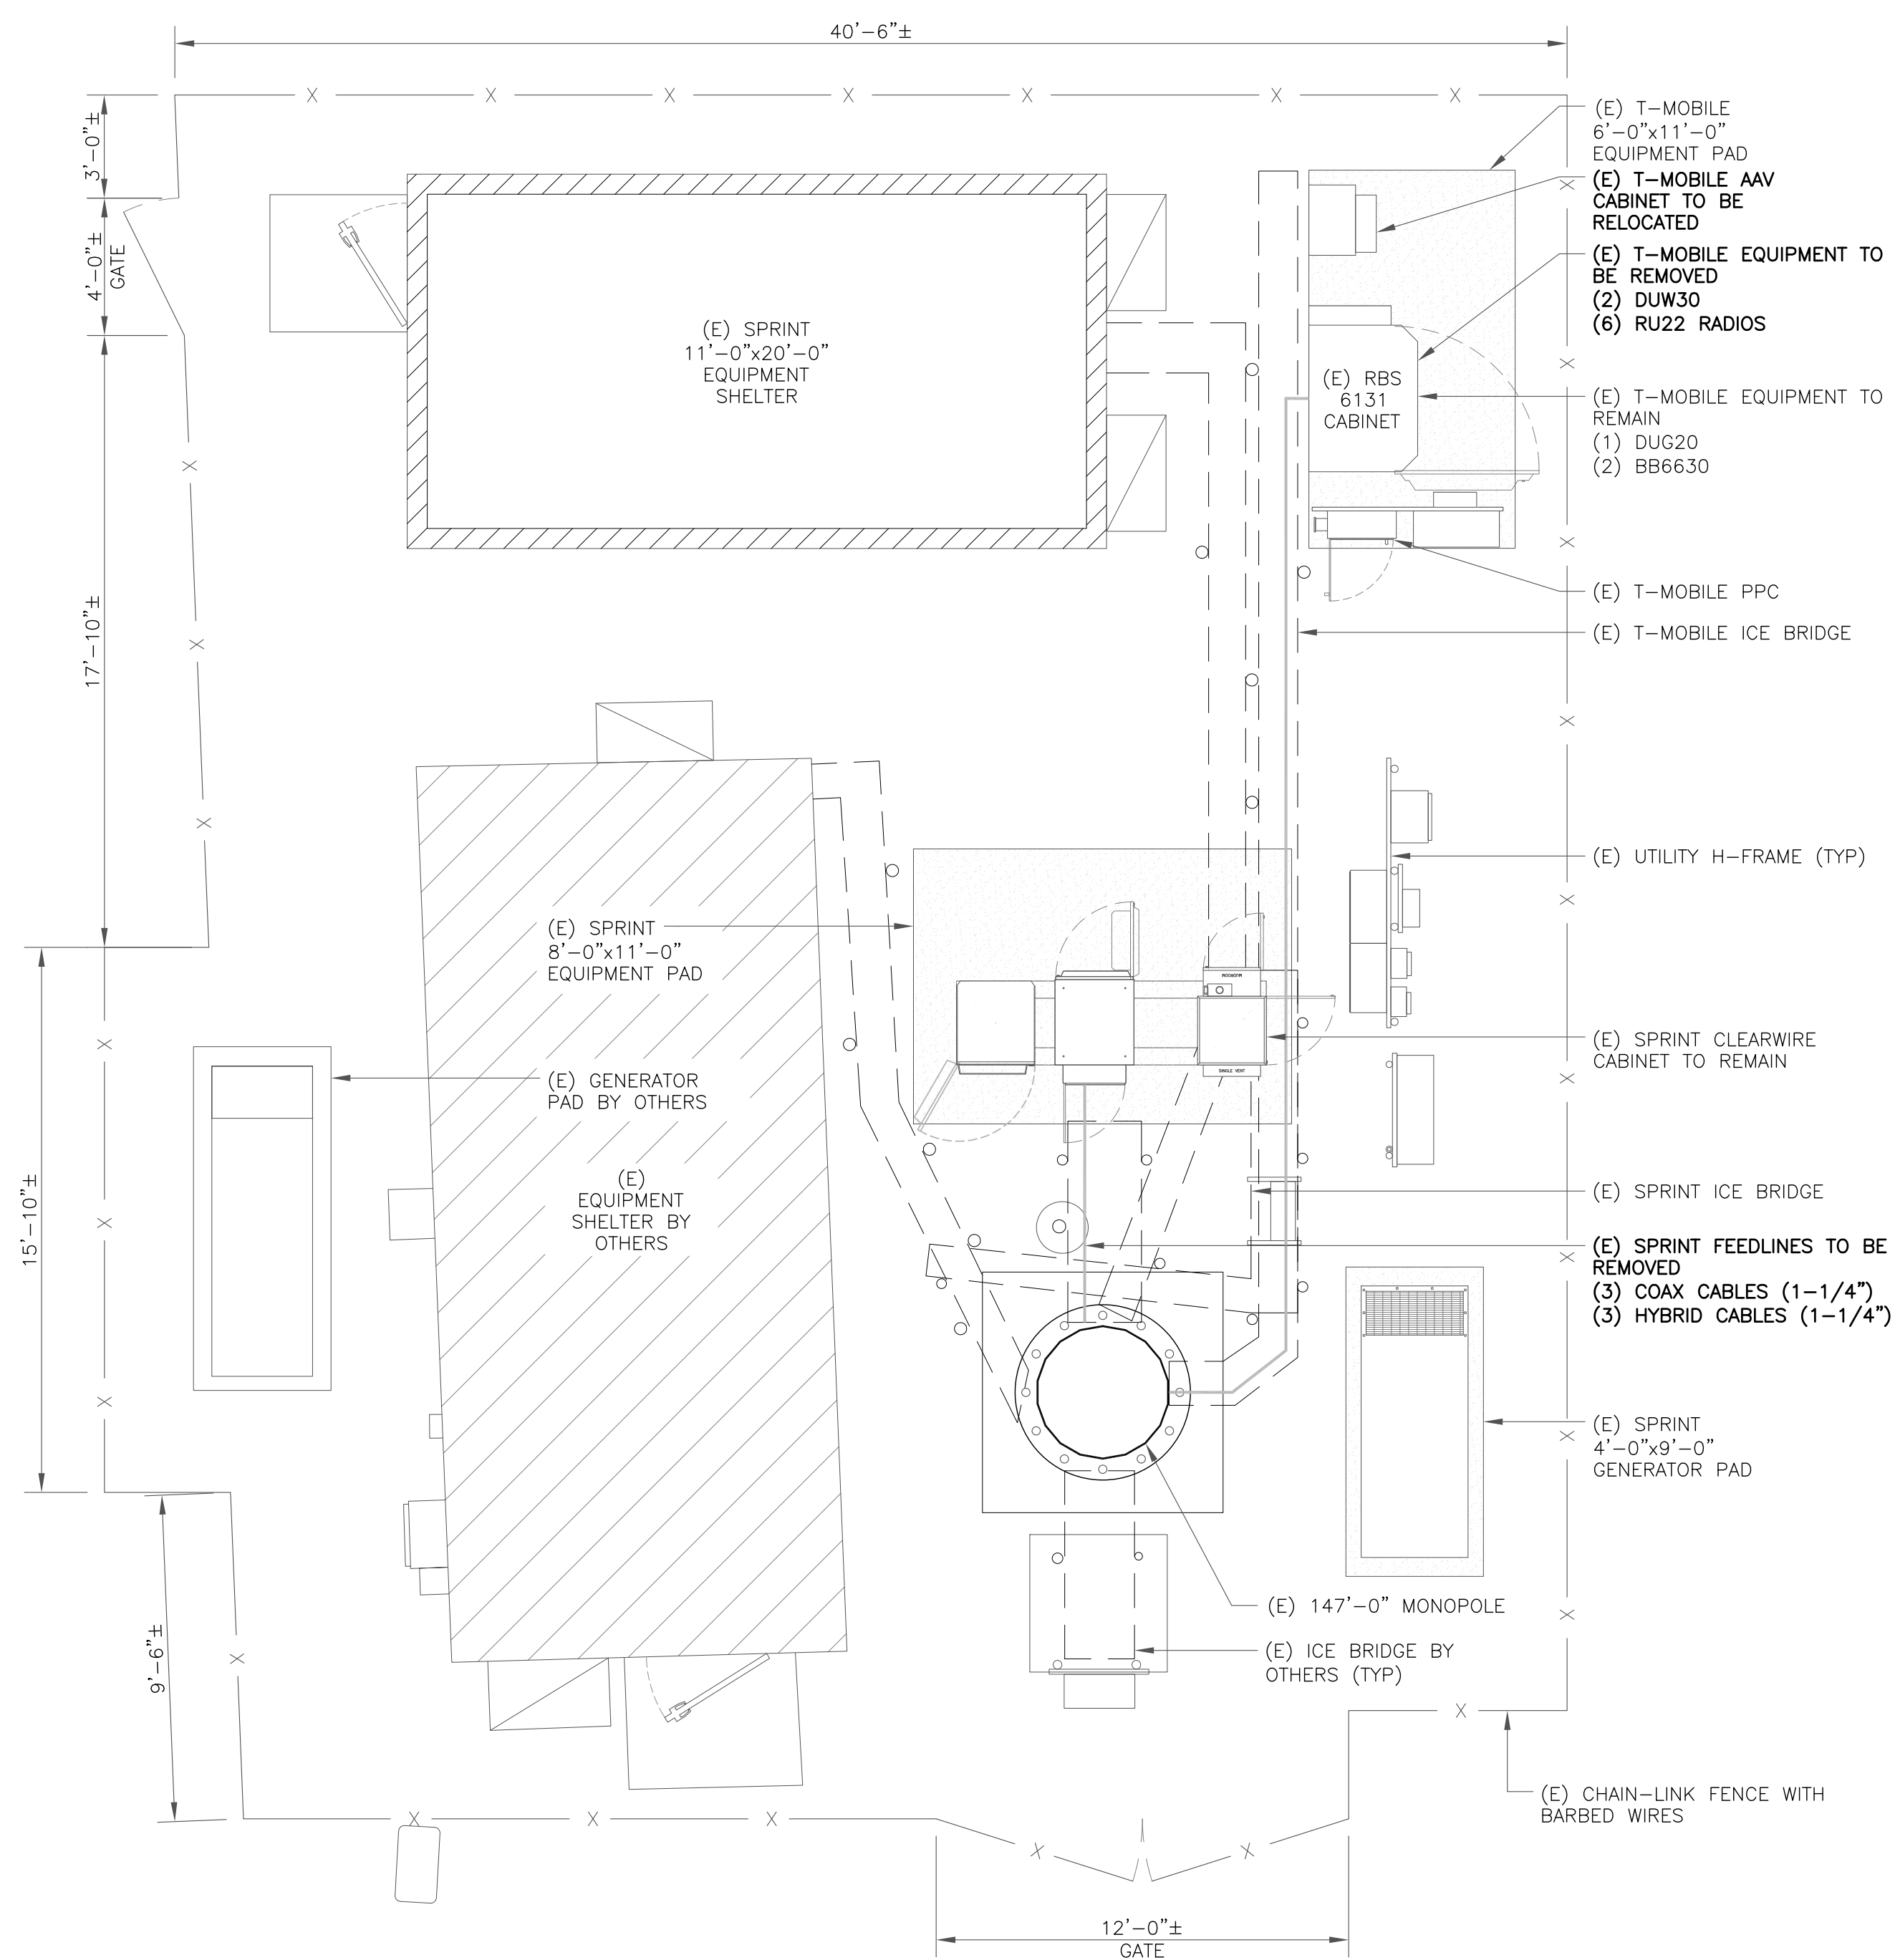 40'-6"±
3'-0"±
4'-0"±
GATE
17'-10"±
15'-10"±
9'-6"±
(E) SPRINT
11'-0"x20'-0"
EQUIPMENT
SHELTER
(E) RBS
6131
CABINET
(E) T-MOBILE
6'-0"x11'-0"
EQUIPMENT PAD
(E) T-MOBILE AAV
CABINET TO BE
RELOCATED
(E) T-MOBILE EQUIPMENT TO
BE REMOVED
(2) DUW30
(6) RU22 RADIOS
(E) T-MOBILE EQUIPMENT TO
REMAIN
(1) DUG20
(2) BB6630
(E) T-MOBILE PPC
(E) T-MOBILE ICE BRIDGE
(E) UTILITY H-FRAME (TYP)
(E) SPRINT
8'-0"x11'-0"
EQUIPMENT PAD
(E) SPRINT CLEARWIRE
CABINET TO REMAIN
SINGLE VENT
(E) GENERATOR
PAD BY OTHERS
(E)
EQUIPMENT
SHELTER BY
OTHERS
(E) SPRINT ICE BRIDGE
(E) SPRINT FEEDLINES TO BE
REMOVED
(3) COAX CABLES (1-1/4")
(3) HYBRID CABLES (1-1/4")
(E) SPRINT
4'-0"x9'-0"
GENERATOR PAD
(E) 147'-0" MONOPOLE
(E) ICE BRIDGE BY
OTHERS (TYP)
(E) CHAIN-LINK FENCE WITH
BARBED WIRES
12'-0"±
GATE